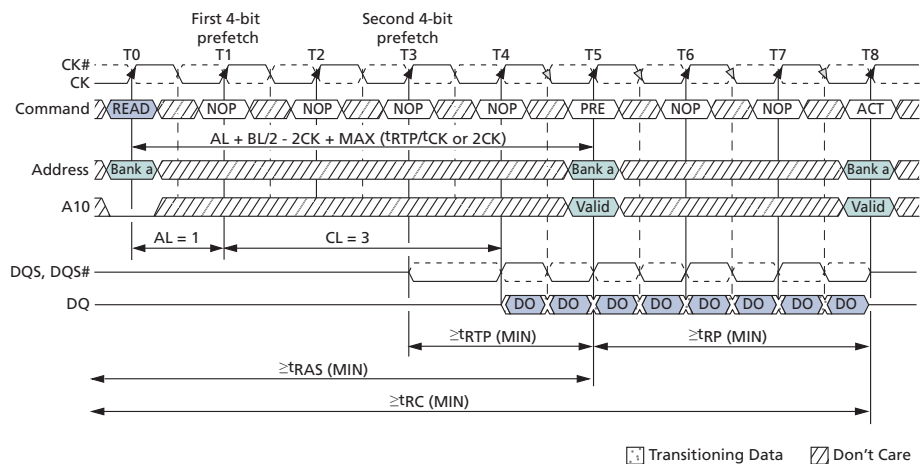 First 4-bit prefetch
Second 4-bit prefetch
T0 T1 T2 T3 T4 T5 T6 T7 T8
CK#
CK
Command READ NOP NOP NOP NOP PRE NOP NOP ACT
AL + BL/2 - 2CK + MAX (tRTP/tCK or 2CK)
Address Bank a Bank a Bank a
A10 Valid Valid
AL = 1 CL = 3
DQS, DQS#
DQ DO DO DO DO DO DO DO DO
≥tRTP (MIN) ≥tRP (MIN)
≥tRAS (MIN)
≥tRC (MIN)
Transitioning Data Don't Care